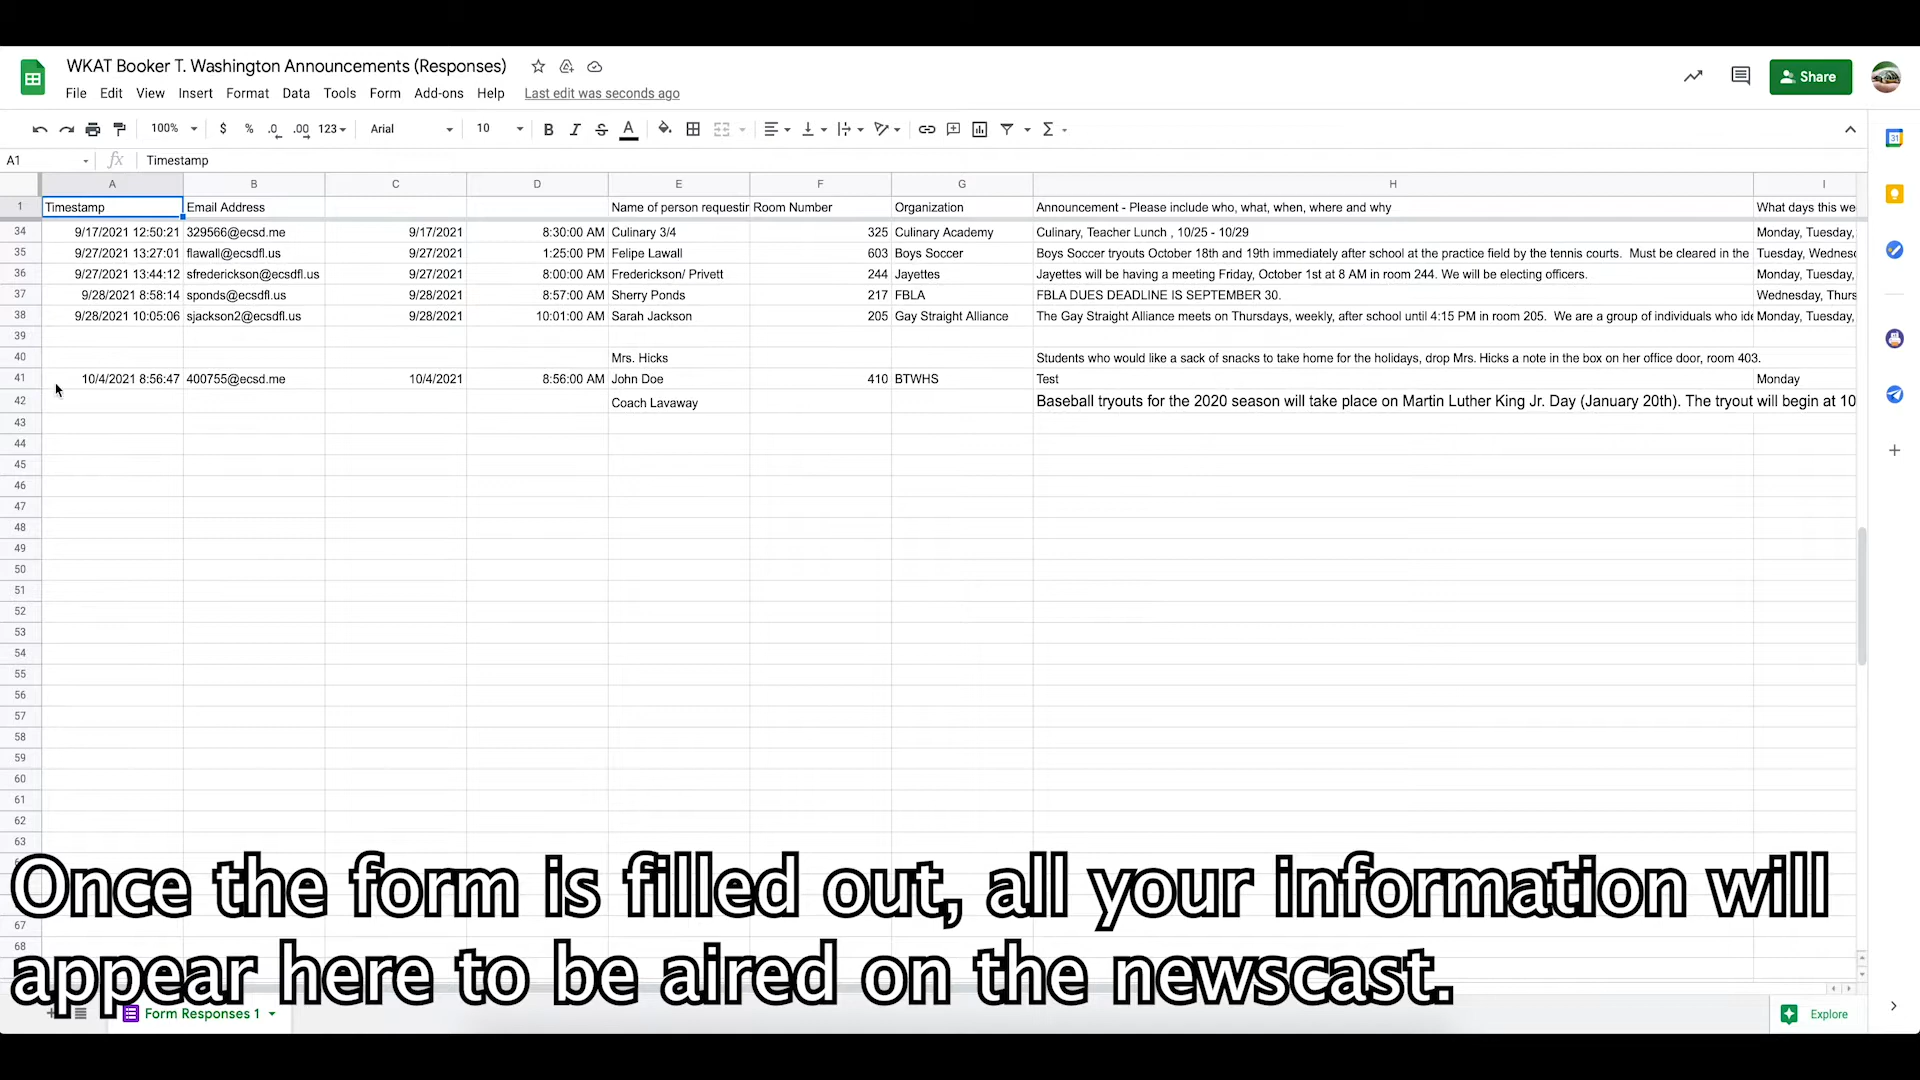 WKAT Booker T. Washington Announcements (Responses)
Share
File Edit View Insert Format Data Tools Form Add-ons Help Last edit was seconds ago
100% $ % .0 .00 123 Arial 10 B I S A Σ
31
A1 fx Timestamp
A B C D E F G H I
1 Timestamp Email Address Name of person requestin Room Number Organization Announcement - Please include who, what, when, where and why What days this we
34 9/17/2021 12:50:21 329566@ecsd.me 9/17/2021 8:30:00 AM Culinary 3/4 325 Culinary Academy Culinary, Teacher Lunch , 10/25 - 10/29 Monday, Tuesday,
35 9/27/2021 13:27:01 flawall@ecsdfl.us 9/27/2021 1:25:00 PM Felipe Lawall 603 Boys Soccer Boys Soccer tryouts October 18th and 19th immediately after school at the practice field by the tennis courts. Must be cleared in the Tuesday, Wednesd
36 9/27/2021 13:44:12 sfrederickson@ecsdfl.us 9/27/2021 8:00:00 AM Frederickson/ Privett 244 Jayettes Jayettes will be having a meeting Friday, October 1st at 8 AM in room 244. We will be electing officers. Monday, Tuesday,
37 9/28/2021 8:58:14 sponds@ecsdfl.us 9/28/2021 8:57:00 AM Sherry Ponds 217 FBLA FBLA DUES DEADLINE IS SEPTEMBER 30. Wednesday, Thurs
38 9/28/2021 10:05:06 sjackson2@ecsdfl.us 9/28/2021 10:01:00 AM Sarah Jackson 205 Gay Straight Alliance The Gay Straight Alliance meets on Thursdays, weekly, after school until 4:15 PM in room 205. We are a group of individuals who ide Monday, Tuesday,
39
40 Mrs. Hicks Students who would like a sack of snacks to take home for the holidays, drop Mrs. Hicks a note in the box on her office door, room 403.
41 10/4/2021 8:56:47 400755@ecsd.me 10/4/2021 8:56:00 AM John Doe 410 BTWHS Test Monday
42 Coach Lavaway Baseball tryouts for the 2020 season will take place on Martin Luther King Jr. Day (January 20th). The tryout will begin at 10
43
44
45
46
47
48
49
50
51
52
53
54
55
56
57
58
59
60
61
62
63
67
68
Once the form is filled out, all your information will
appear here to be aired on the newscast.
Form Responses 1
Explore